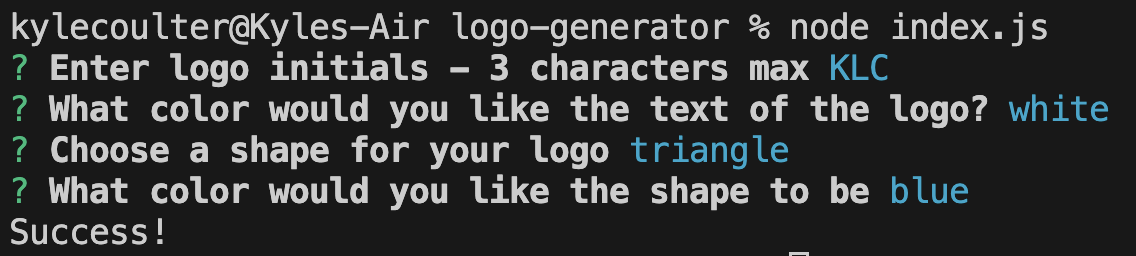 kylecoulter@Kyles-Air logo-generator % node index.js
? Enter logo initials - 3 characters max KLC
? What color would you like the text of the logo? white
? Choose a shape for your logo triangle
? What color would you like the shape to be blue
Success!